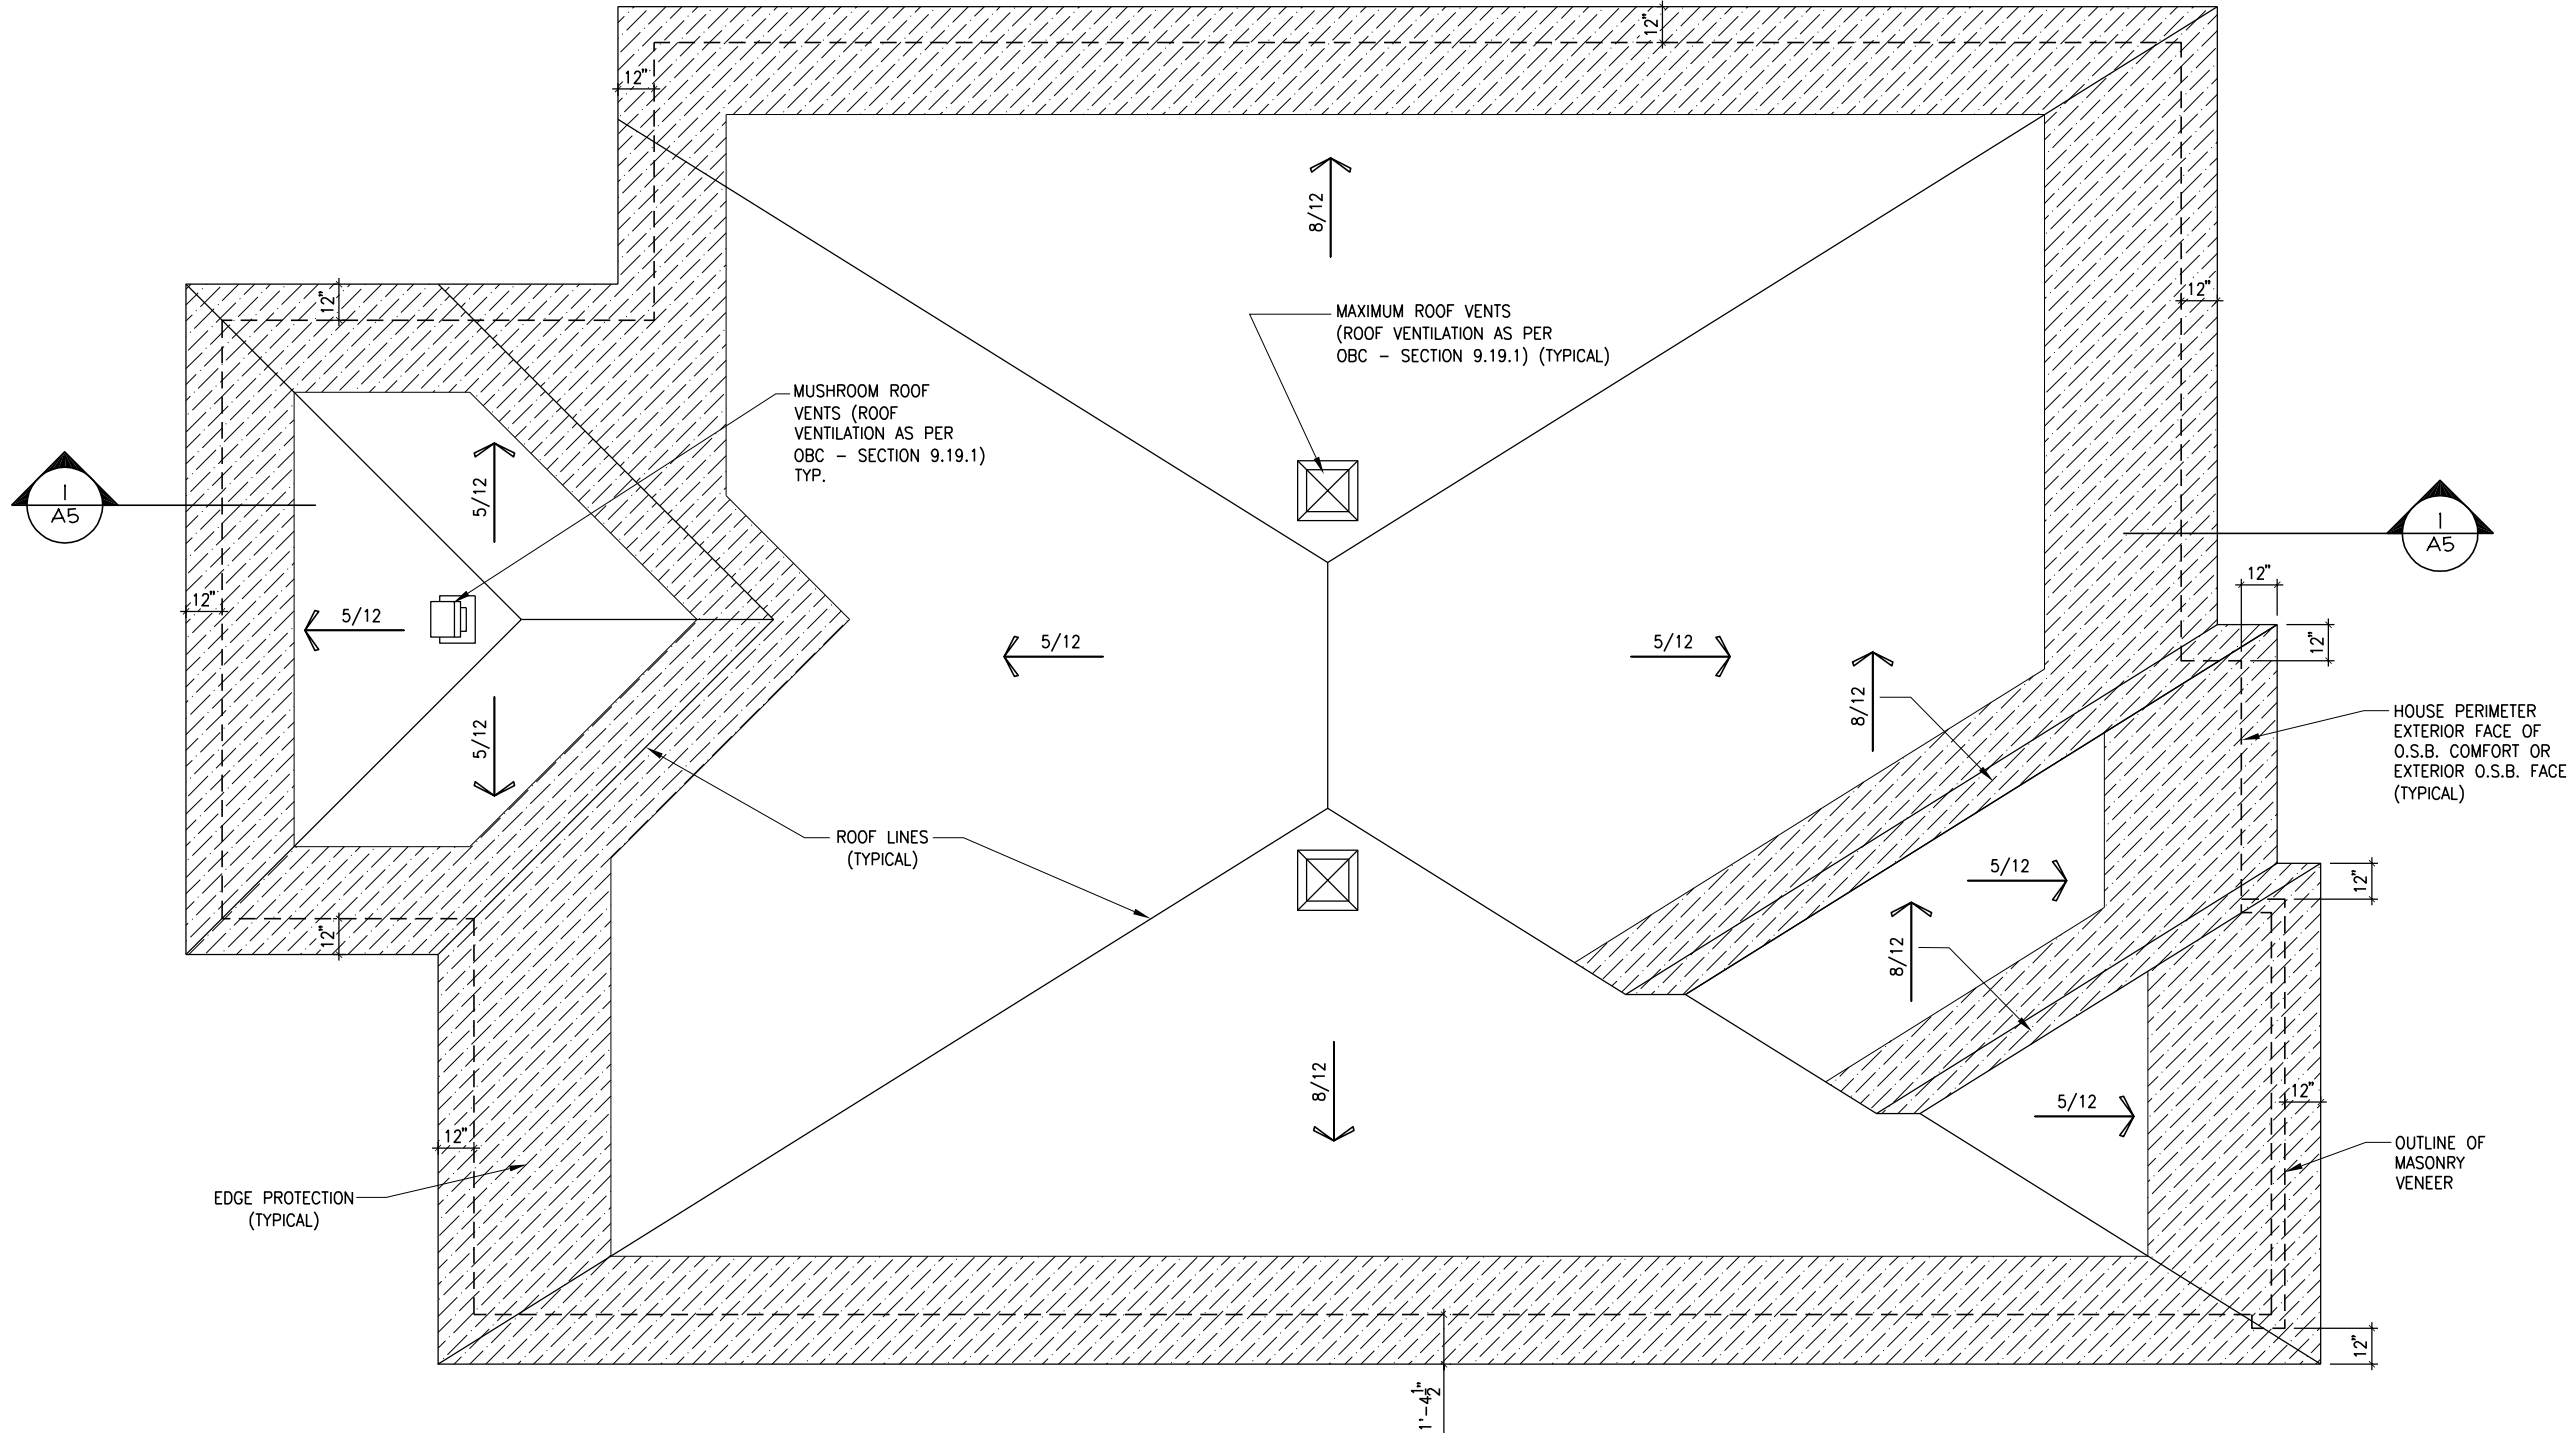 12"
12"
8/12
12"
12"
MAXIMUM ROOF VENTS
(ROOF VENTILATION AS PER
OBC - SECTION 9.19.1) (TYPICAL)
MUSHROOM ROOF
VENTS (ROOF
VENTILATION AS PER
OBC - SECTION 9.19.1)
TYP.
5/12
1
A5
1
A5
12"
12"
12"
5/12
5/12
5/12
8/12
5/12
HOUSE PERIMETER
EXTERIOR FACE OF
O.S.B. COMFORT OR
EXTERIOR O.S.B. FACE
(TYPICAL)
ROOF LINES
(TYPICAL)
5/12
12"
12"
8/12
8/12
5/12
12"
12"
OUTLINE OF
MASONRY
VENEER
EDGE PROTECTION
(TYPICAL)
12"
1'-4 1/2"